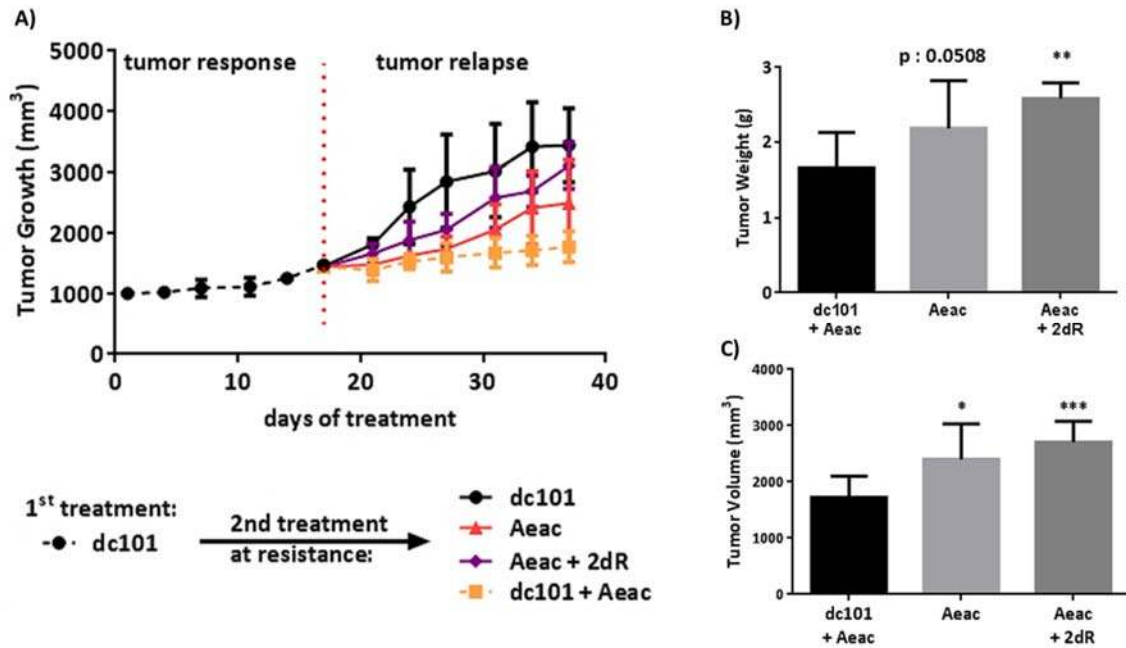 A)
5000
4000
3000
2000
1000
0
Tumor Growth (mm³)
tumor response
tumor relapse
0
10
20
30
40
days of treatment
1st treatment:
dc101
2nd treatment
at resistance:
dc101
Aeac
Aeac + 2dR
dc101 + Aeac
B)
3
2
1
0
Tumor Weight (g)
p : 0.0508
**
dc101
+ Aeac
Aeac
Aeac
+ 2dR
C)
4000
3000
2000
1000
0
Tumor Volume (mm³)
*
***
dc101
+ Aeac
Aeac
Aeac
+ 2dR